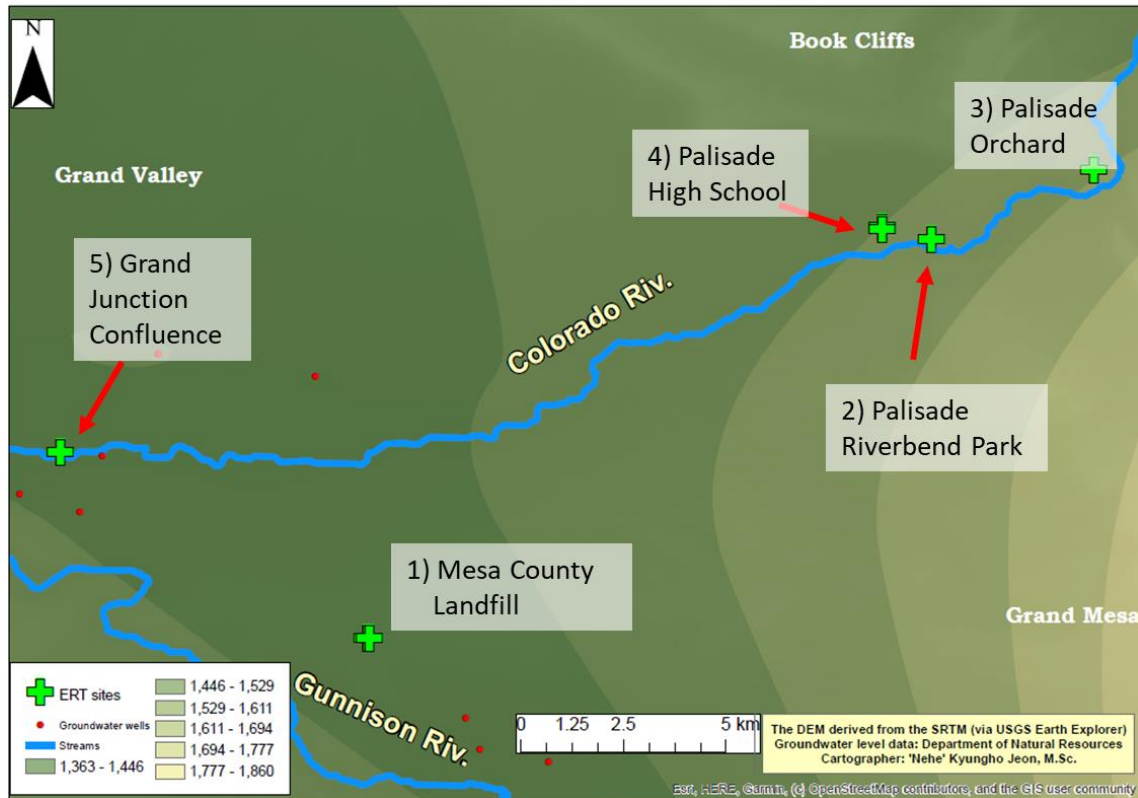 N
Book Cliffs
3) Palisade
Orchard
4) Palisade
High School
Grand Valley
5) Grand
Junction
Confluence
Colorado Riv.
2) Palisade
Riverbend Park
1) Mesa County
Landfill
Grand Mesa
Gunnison Riv.
ERT sites
Groundwater wells
Streams
1,363 - 1,446
1,446 - 1,529
1,529 - 1,611
1,611 - 1,694
1,694 - 1,777
1,777 - 1,860
0 1.25 2.5 5 km
The DEM derived from the SRTM (via USGS Earth Explorer)
Groundwater level data: Department of Natural Resources
Cartographer: 'Nehe' Kyungho Jeon, M.Sc.
Esri, HERE, Garmin, (c) OpenStreetMap contributors, and the GIS user community